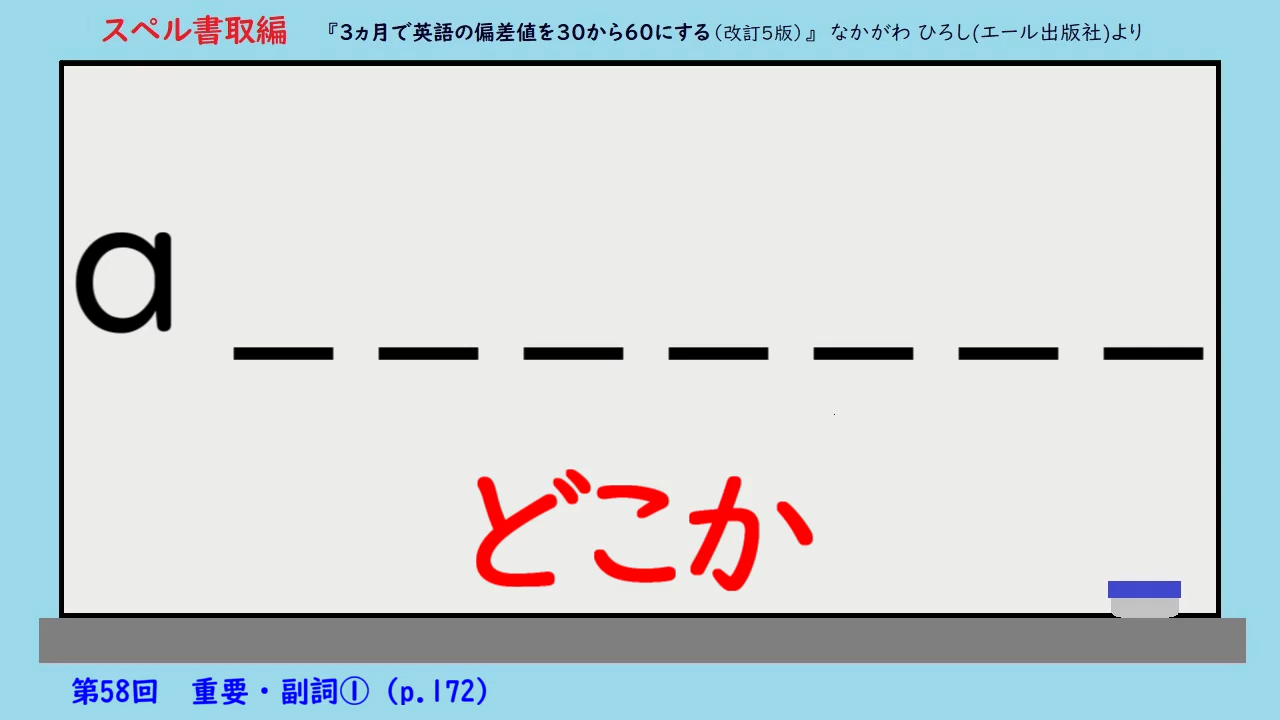 スペル書取編 『3ヵ月で英語の偏差値を30から60にする(改訂5版)』 なかがわ ひろし(エール出版社)より
a _ _ _ _ _ _ _
どこか
第58回 重要・副詞① (p.172)